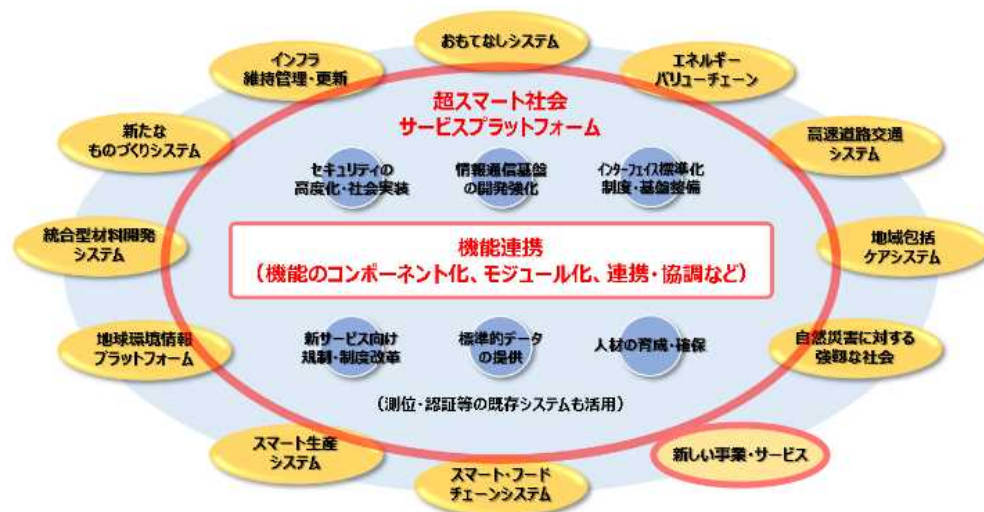 おもてなしシステム
インフラ
維持管理・更新
エネルギー
バリューチェーン
新たな
ものづくりシステム
高速道路交通
システム
統合型材料開発
システム
地域包括
ケアシステム
地球環境情報
プラットフォーム
自然災害に対する
強靱な社会
スマート生産
システム
スマート・フード
チェーンシステム
新しい事業・サービス
超スマート社会
サービスプラットフォーム
セキュリティの
高度化・社会実装
情報通信基盤
の開発強化
インターフェイス標準化
制度・基盤整備
機能連携
（機能のコンポーネント化、モジュール化、連携・協調など）
新サービス向け
規制・制度改革
標準的データ
の提供
人材の育成・確保
（測位・認証等の既存システムも活用）